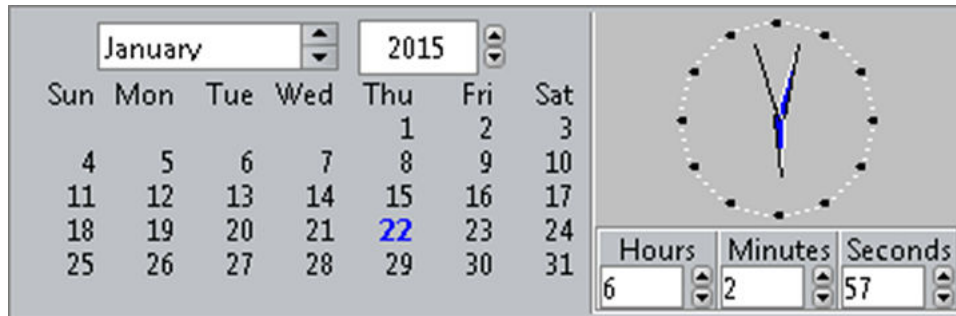 January 2015
Sun Mon Tue Wed Thu Fri Sat
1 2 3
4 5 6 7 8 9 10
11 12 13 14 15 16 17
18 19 20 21 22 23 24
25 26 27 28 29 30 31
Hours Minutes Seconds
6 2 57